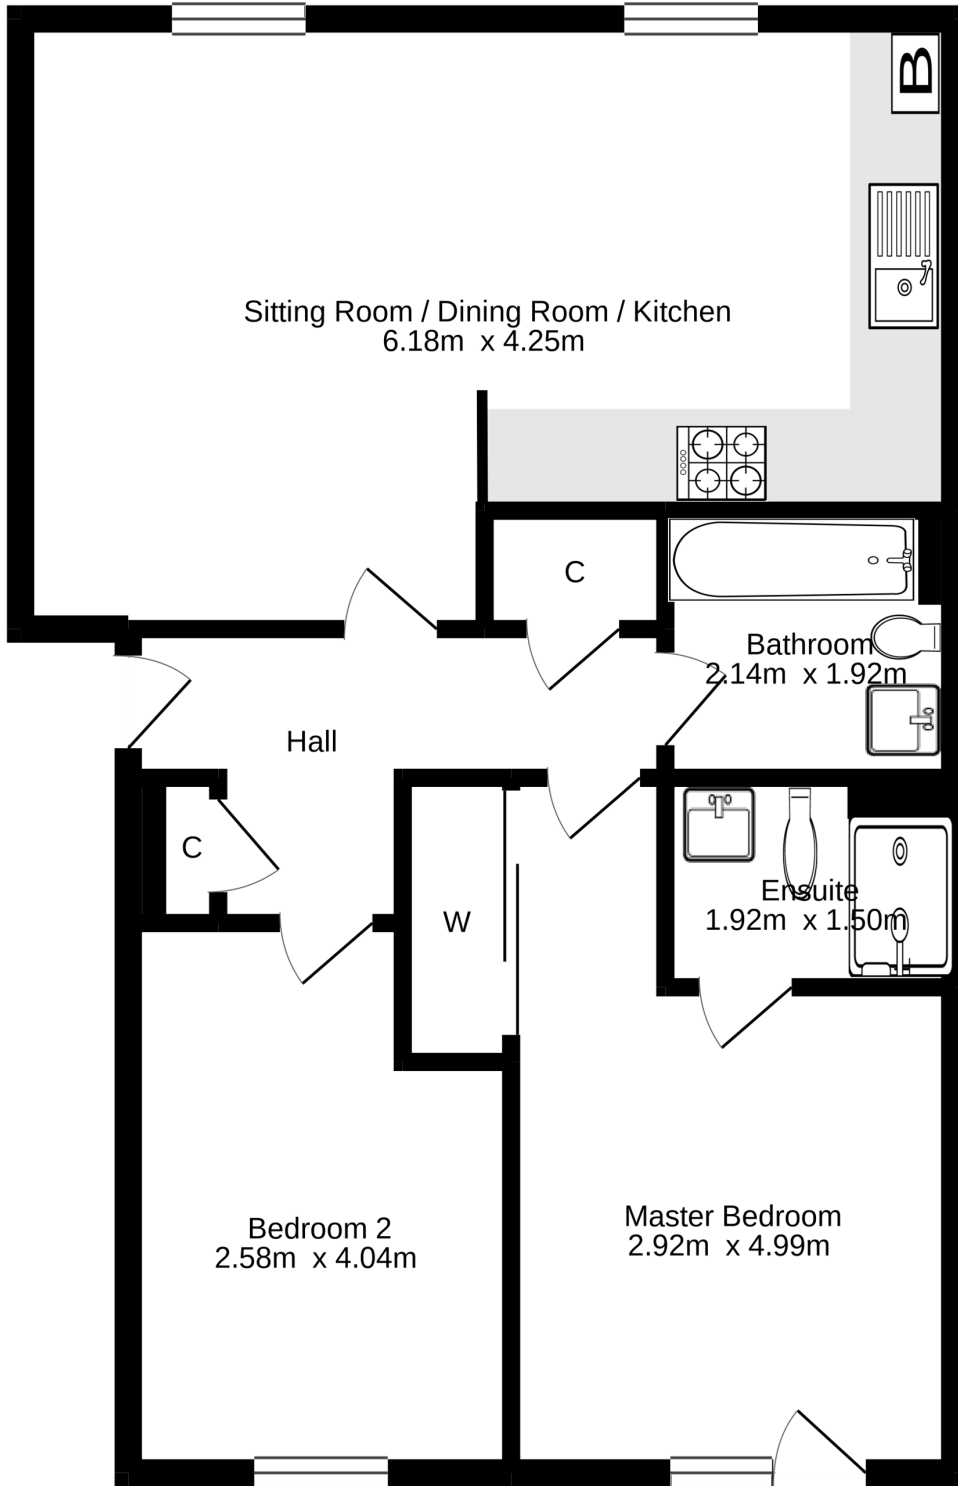 B
Sitting Room / Dining Room / Kitchen
6.18m x 4.25m
C
Bathroom
2.14m x 1.92m
Hall
C
W
Ensuite
1.92m x 1.50m
Bedroom 2
2.58m x 4.04m
Master Bedroom
2.92m x 4.99m